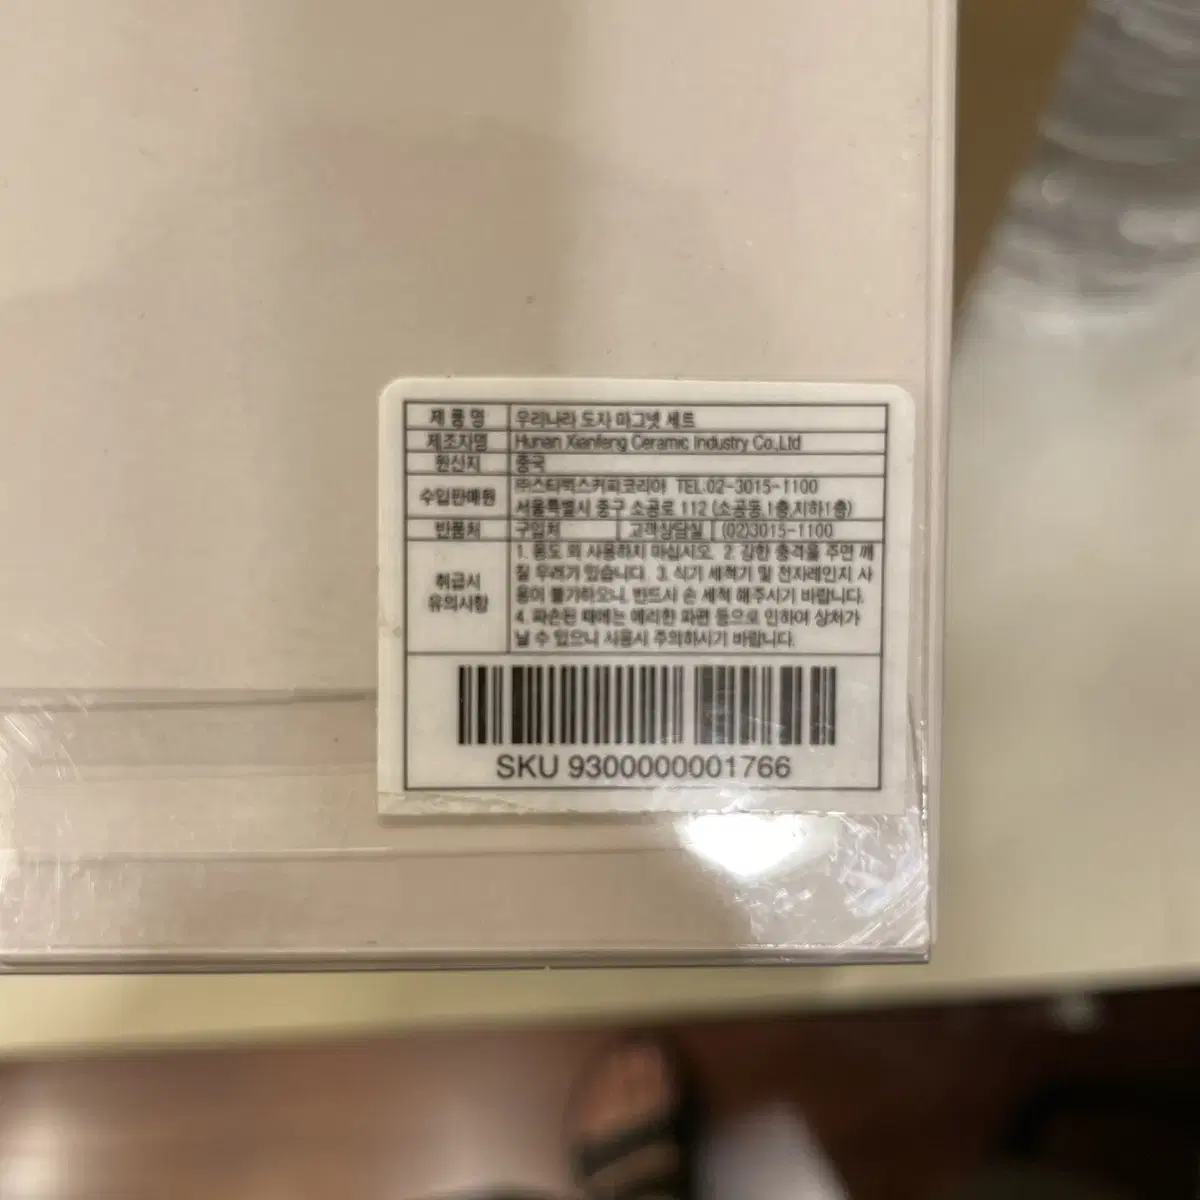 제 품 명 우리나라 도자 마그넷 세트
제조자명 Hunan Xianfeng Ceramic Industry Co.,Ltd
원산지 중국
수입판매원 ㈜스타벅스커피코리아 TEL.02-3015-1100
서울특별시 중구 소공로 112 (소공동,1층,지하1층)
반품처 구입처 고객상담실 (02)3015-1100
취급시
유의사항
1. 용도 외 사용하지 마십시오. 2. 강한 충격을 주면 깨
질 우려가 있습니다. 3. 식기 세척기 및 전자레인지 사
용이 불가하오니, 반드시 손 세척 해주시기 바랍니다.
4. 파손된 때에는 예리한 파편 등으로 인하여 상처가
날 수 있으니 사용시 주의하시기 바랍니다.
SKU 9300000001766